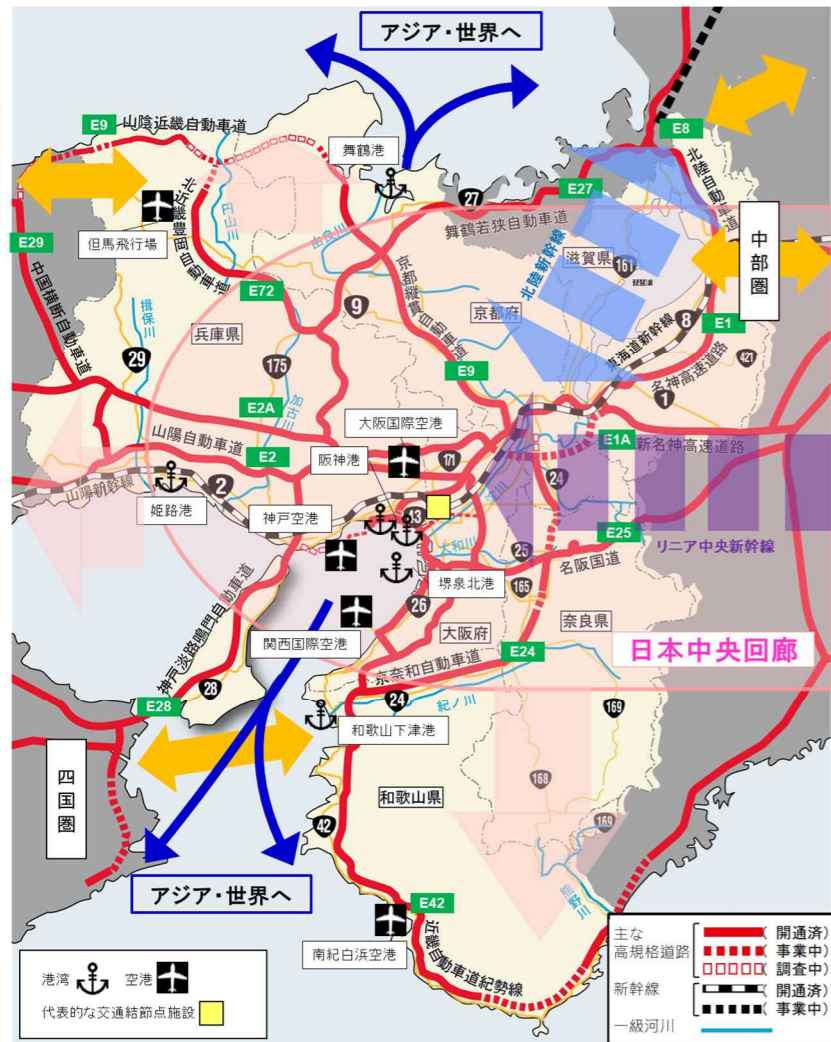 アジア・世界へ
E8
E9
山陰近畿自動車道
舞鶴港
北陸自動車道
27
E27
但馬飛行場
北近畿豊岡自動車道
円山川
由良川
舞鶴若狭自動車道
E29
滋賀県
161
北陸新幹線
琵琶湖
中部圏
中国横断自動車道
E72
9
京都縦貫自動車道
京都府
東海道新幹線
8
E1
揖保川
兵庫県
29
175
E9
名神高速道路
421
1
E2A
加古川
大阪国際空港
山陽自動車道
E2
阪神港
171
E1A
新名神高速道路
淀川
24
山陽新幹線
2
姫路港
神戸空港
43
大和川
E25
25
名阪国道
リニア中央新幹線
堺泉北港
165
26
神戸淡路鳴門自動車道
関西国際空港
大阪府
奈良県
E24
京奈和自動車道
日本中央回廊
28
E28
24
紀ノ川
169
和歌山下津港
四国圏
168
和歌山県
169
42
熊野川
アジア・世界へ
E42
南紀白浜空港
近畿自動車道紀勢線
港湾 空港
代表的な交通結節点施設
主な高規格道路
(開通済)
(事業中)
(調査中)
新幹線
(開通済)
(事業中)
一級河川